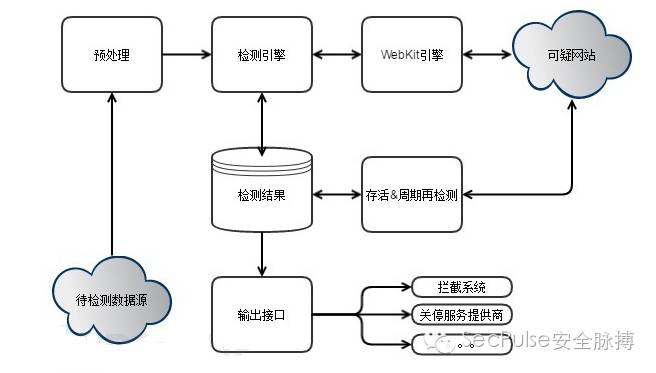 预处理
检测引擎
WebKit引擎
可疑网站
检测结果
存活&周期再检测
待检测数据源
输出接口
拦截系统
关停服务提供商
。。
SecPulse安全脉搏